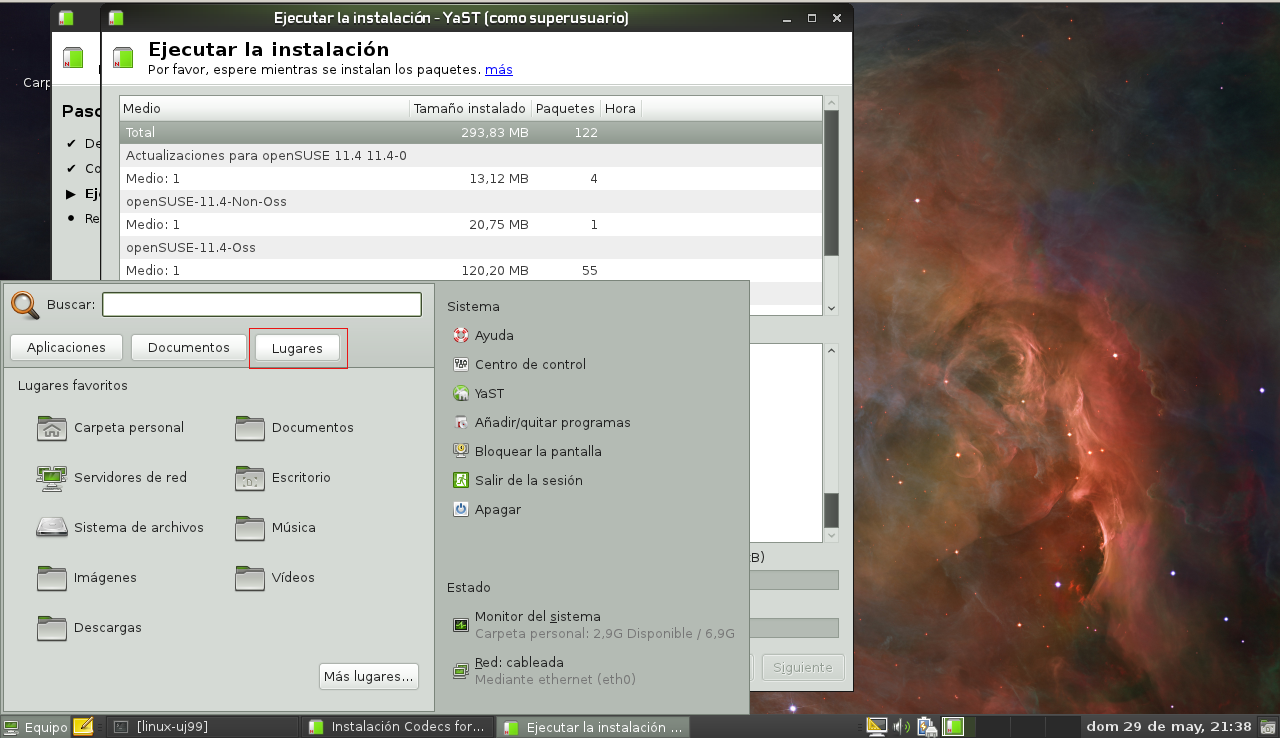 Ejecutar la instalación - YaST (como superusuario)
Ejecutar la instalación
Por favor, espere mientras se instalan los paquetes. más
Carp
Paso
De
Co
Ej
Re
Medio Tamaño instalado Paquetes Hora
Total 293,83 MB 122
Actualizaciones para openSUSE 11.4 11.4-0
Medio: 1 13,12 MB 4
openSUSE-11.4-Non-Oss
Medio: 1 20,75 MB 1
openSUSE-11.4-Oss
Medio: 1 120,20 MB 55
B)
Siguiente
Buscar:
Aplicaciones Documentos Lugares
Lugares favoritos
Carpeta personal Documentos
Servidores de red Escritorio
Sistema de archivos Música
Imágenes Vídeos
Descargas
Más lugares...
Sistema
Ayuda
Centro de control
YaST
Añadir/quitar programas
Bloquear la pantalla
Salir de la sesión
Apagar
Estado
Monitor del sistema
Carpeta personal: 2,9G Disponible / 6,9G
Red: cableada
Mediante ethernet (eth0)
Equipo [linux-uj99] Instalación Codecs for... Ejecutar la instalación ... dom 29 de may, 21:38